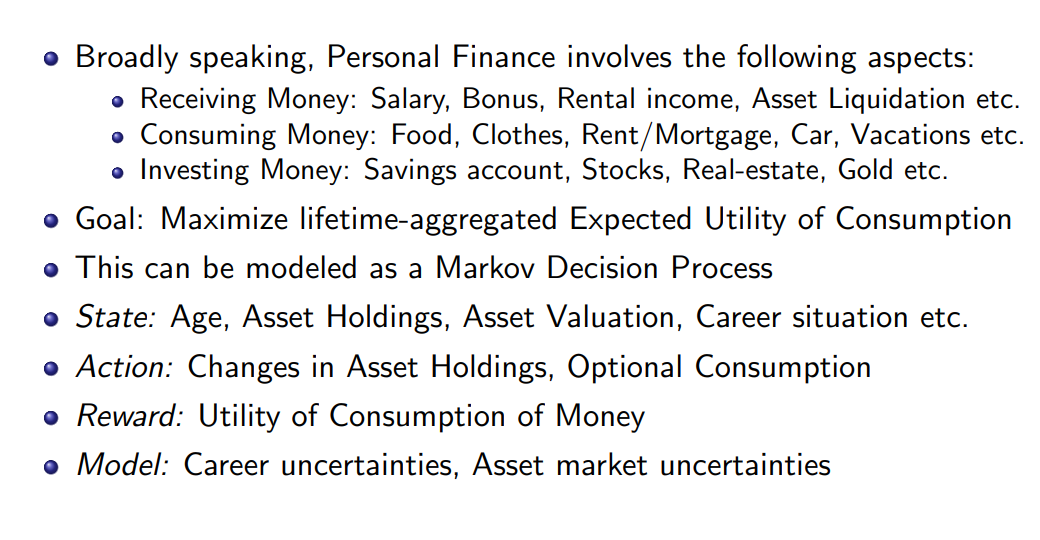 Broadly speaking, Personal Finance involves the following aspects:
Receiving Money: Salary, Bonus, Rental income, Asset Liquidation etc.
Consuming Money: Food, Clothes, Rent/Mortgage, Car, Vacations etc.
Investing Money: Savings account, Stocks, Real-estate, Gold etc.
Goal: Maximize lifetime-aggregated Expected Utility of Consumption
This can be modeled as a Markov Decision Process
State: Age, Asset Holdings, Asset Valuation, Career situation etc.
Action: Changes in Asset Holdings, Optional Consumption
Reward: Utility of Consumption of Money
Model: Career uncertainties, Asset market uncertainties